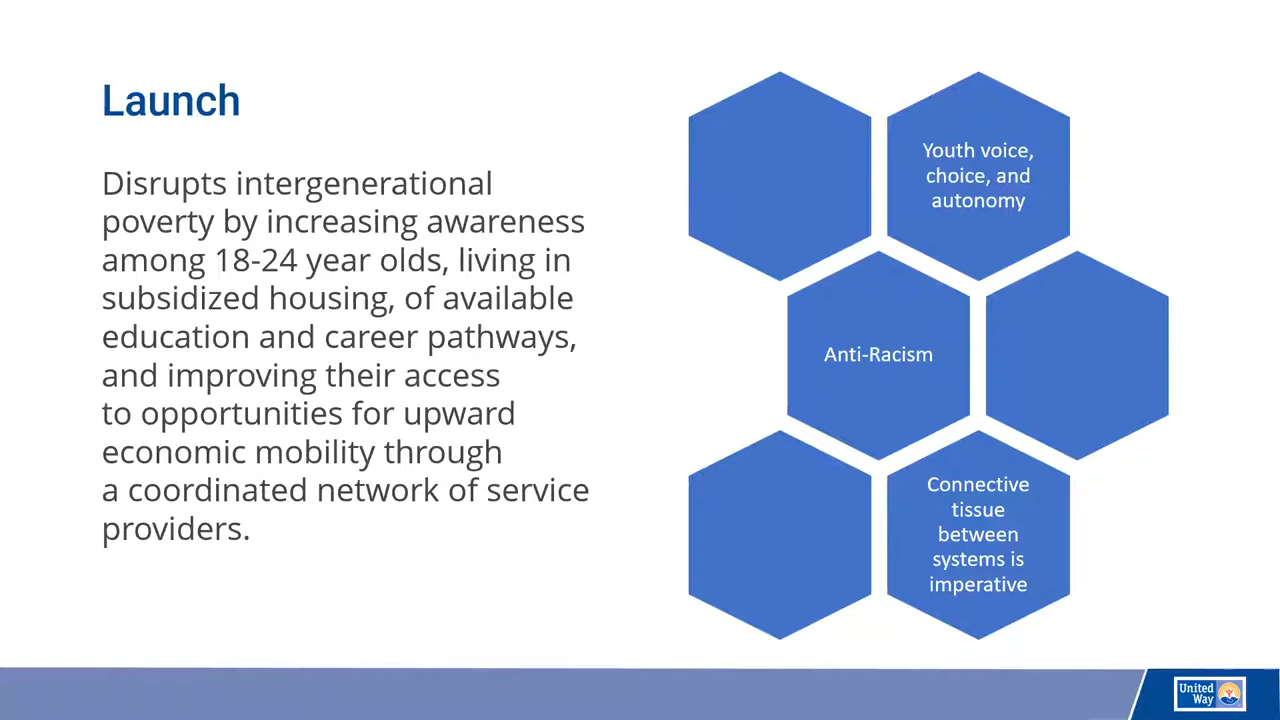 Launch
Disrupts intergenerational
poverty by increasing awareness
among 18-24 year olds, living in
subsidized housing, of available
education and career pathways,
and improving their access
to opportunities for upward
economic mobility through
a coordinated network of service
providers.
Youth voice,
choice, and
autonomy
Anti-Racism
Connective
tissue
between
systems is
imperative
United
Way